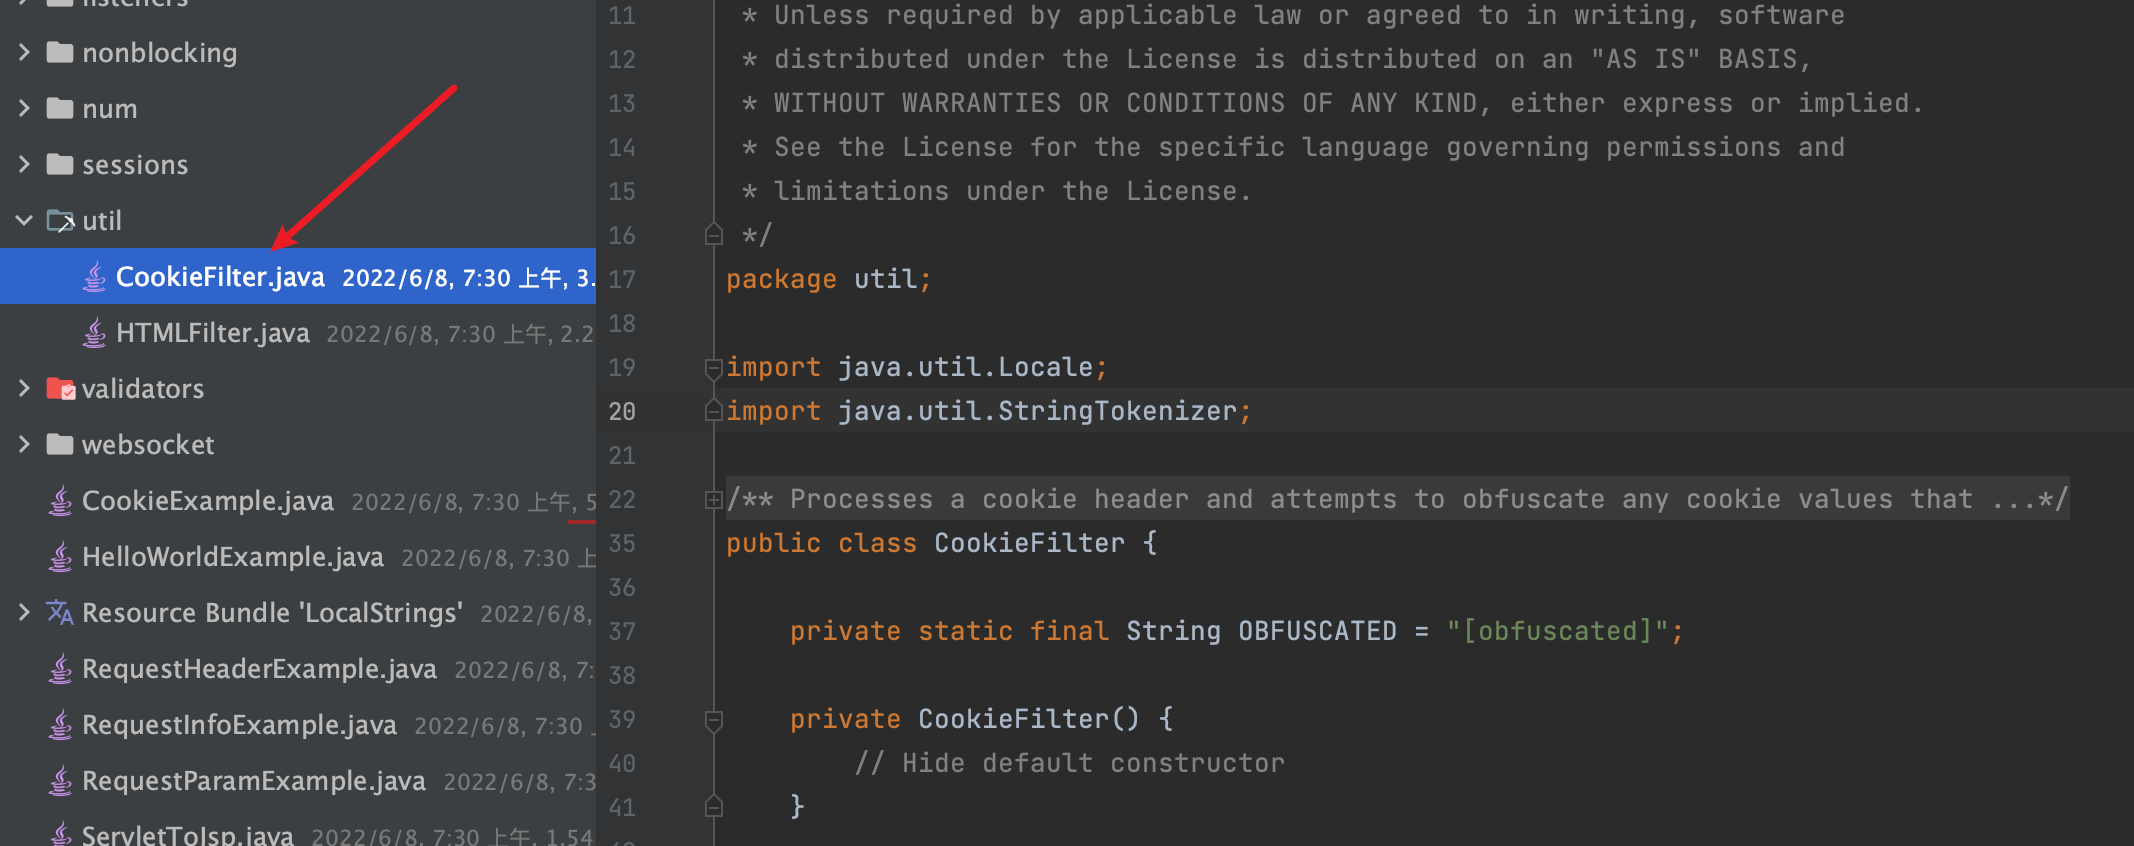 listeners
nonblocking
num
sessions
util
CookieFilter.java 2022/6/8, 7:30 上午, 3.
HTMLFilter.java 2022/6/8, 7:30 上午, 2.2
validators
websocket
CookieExample.java 2022/6/8, 7:30 上午, 5
HelloWorldExample.java 2022/6/8, 7:30 上
Resource Bundle 'LocalStrings' 2022/6/8,
RequestHeaderExample.java 2022/6/8, 7:
RequestInfoExample.java 2022/6/8, 7:30
RequestParamExample.java 2022/6/8, 7:3
ServletToJsp.java 2022/6/8, 7:30 上午, 1.54
11 * Unless required by applicable law or agreed to in writing, software
12 * distributed under the License is distributed on an "AS IS" BASIS,
13 * WITHOUT WARRANTIES OR CONDITIONS OF ANY KIND, either express or implied.
14 * See the License for the specific language governing permissions and
15 * limitations under the License.
16 */
17 package util;
18
19 import java.util.Locale;
20 import java.util.StringTokenizer;
21
22 /** Processes a cookie header and attempts to obfuscate any cookie values that ...*/
35 public class CookieFilter {
36
37 private static final String OBFUSCATED = "[obfuscated]";
38
39 private CookieFilter() {
40 // Hide default constructor
41 }